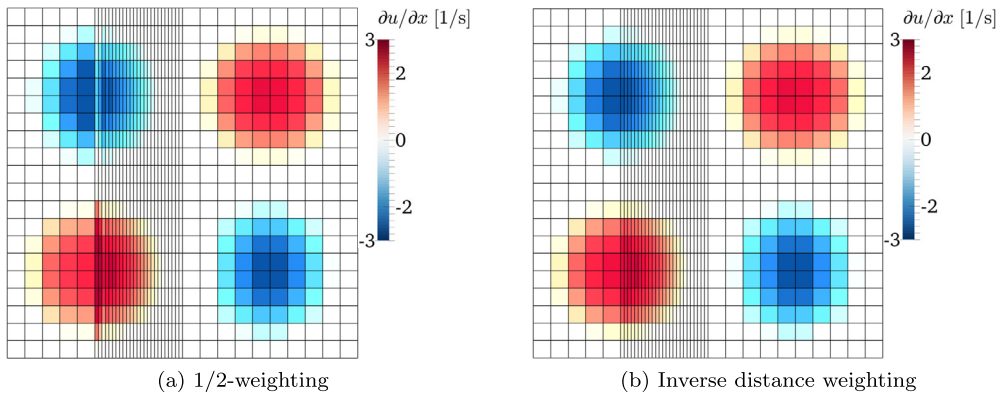 ∂u/∂x [1/s]
3
2
0
-2
-3
∂u/∂x [1/s]
3
2
0
-2
-3
(a) 1/2-weighting
(b) Inverse distance weighting